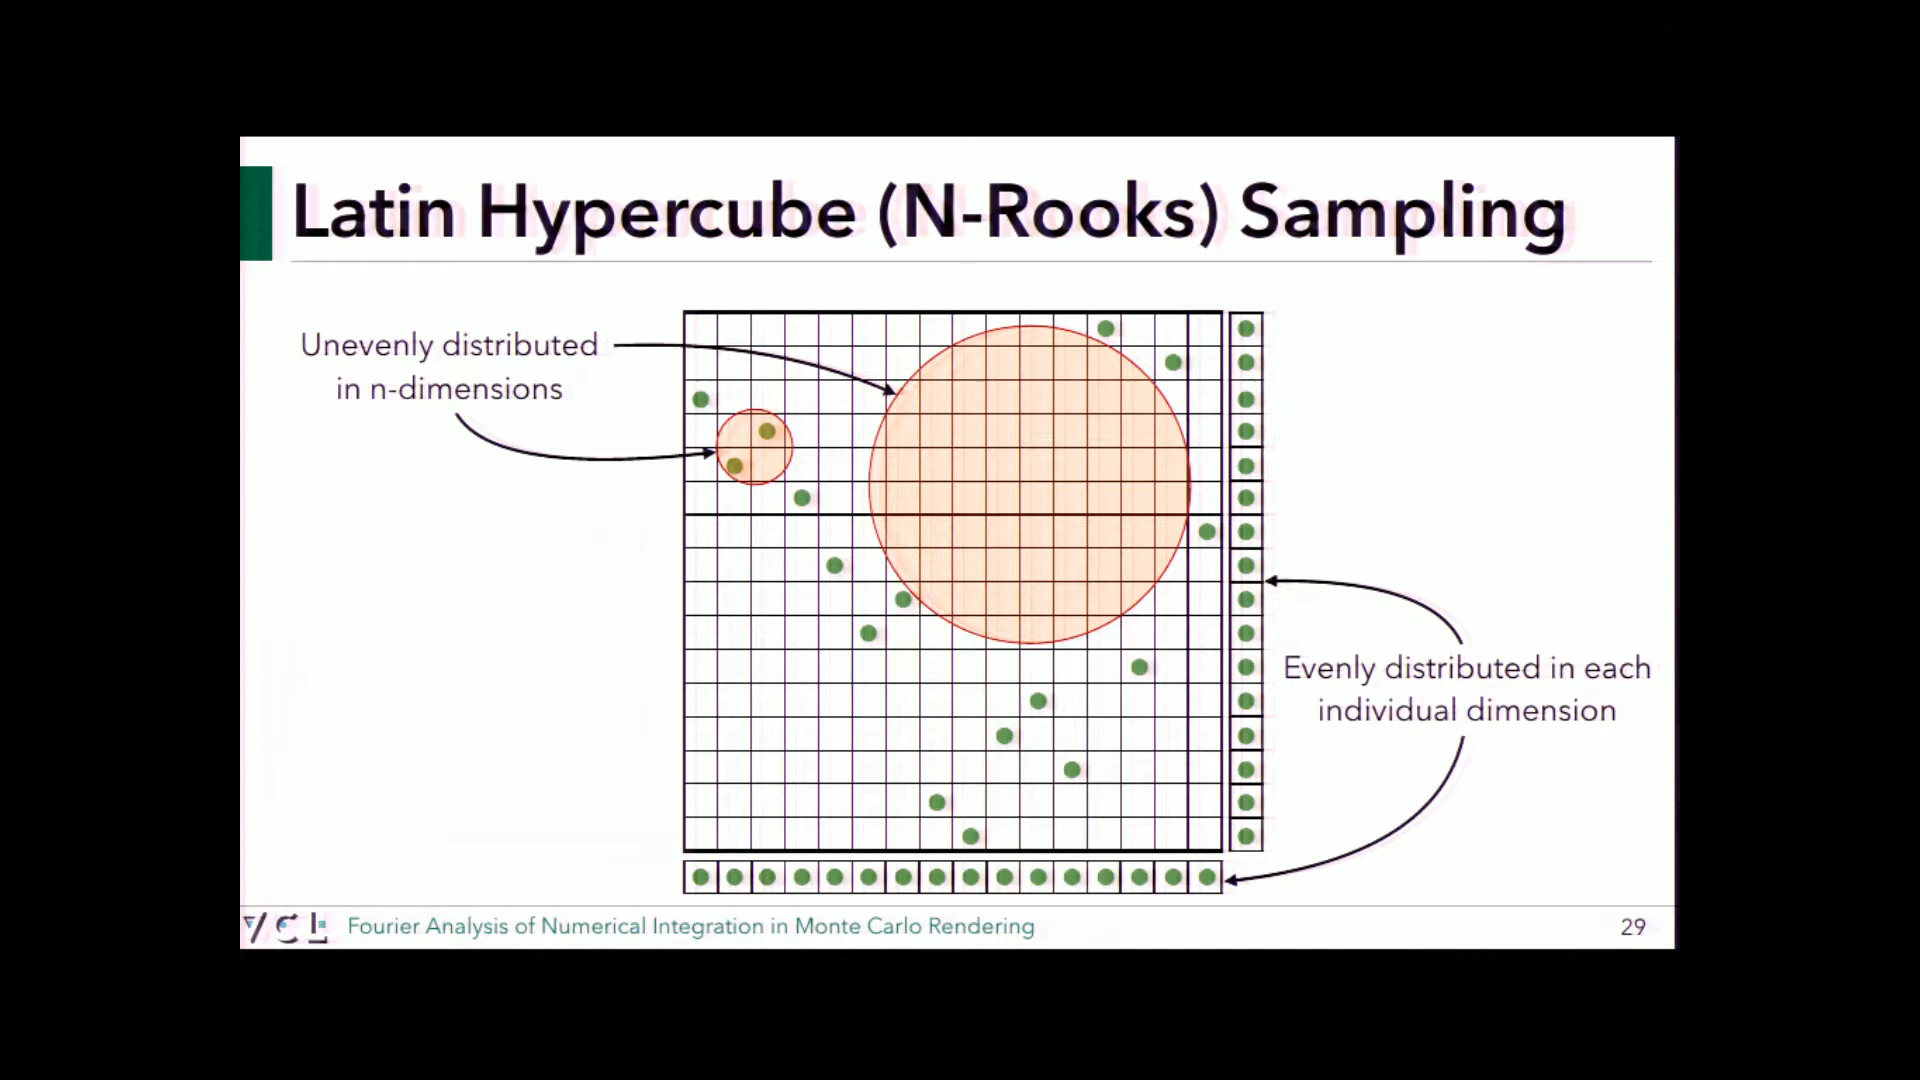 Latin Hypercube (N-Rooks) Sampling
Unevenly distributed
in n-dimensions
Evenly distributed in each
individual dimension
VCL
Fourier Analysis of Numerical Integration in Monte Carlo Rendering
29